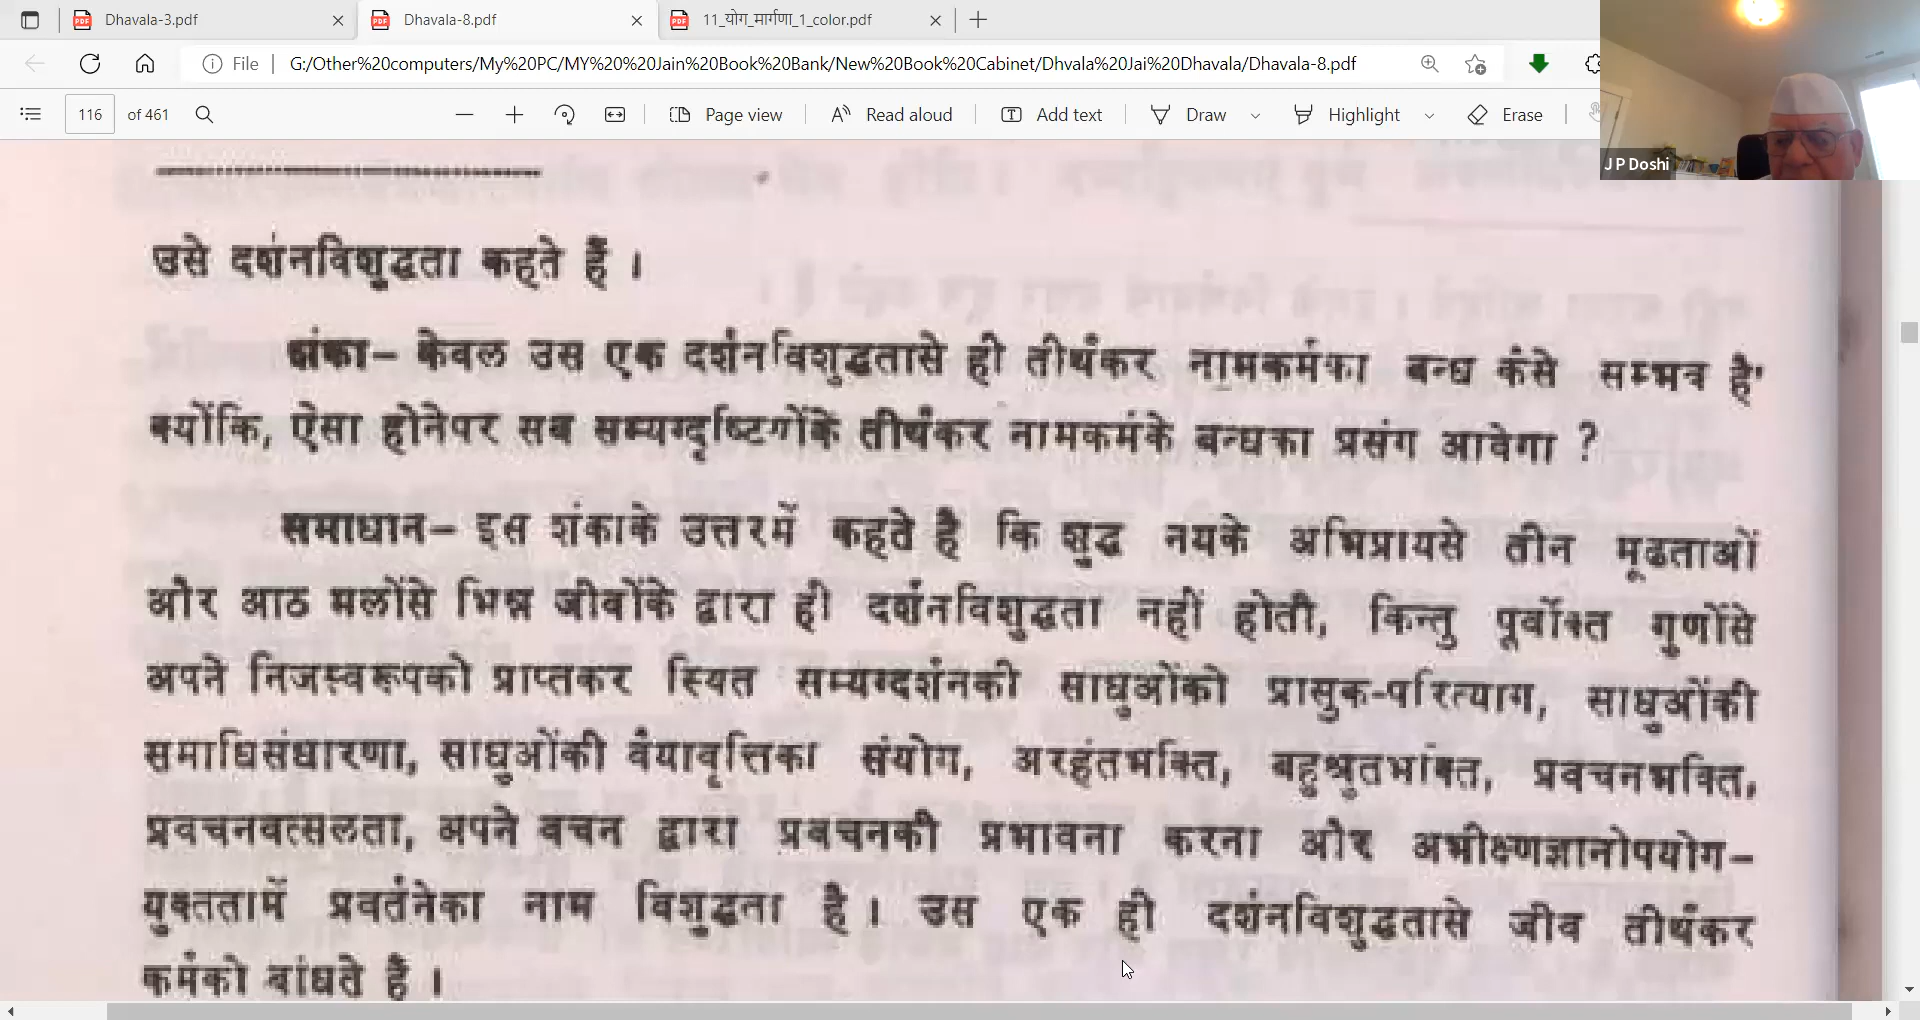 Dhavala-3.pdf
Dhavala-8.pdf
11_योग_मार्गणा_1_color.pdf
File
G:/Other%20computers/My%20PC/MY%20%20Jain%20Book%20Bank/New%20Book%20Cabinet/Dhvala%20Jai%20Dhavala/Dhavala-8.pdf
116 of 461
Page view
Read aloud
Add text
Draw
Highlight
Erase
J P Doshi
उसे दर्शनविशुद्धता कहते हैं ।
शंका– केवल उस एक दर्शनविशुद्धतासे ही तीर्थंकर नामकर्मका बन्ध कैसे सम्भव है'
क्योंकि, ऐसा होनेपर सब सम्यग्दृष्टियोंके तीर्थंकर नामकर्मके बन्धका प्रसंग आवेगा ?
समाधान– इस शंकाके उत्तरमें कहते है कि शुद्ध नयके अभिप्रायसे तीन मूढताओं
और आठ मलोंसे भिन्न जीवोंके द्वारा ही दर्शनविशुद्धता नहीं होती, किन्तु पूर्वोक्त गुणोंसे
अपने निजस्वरूपको प्राप्तकर स्थित सम्यग्दर्शनकी साधुओंको प्रासुक-परित्याग, साधुओंकी
समाधिसंधारणा, साधुओंकी वैयावृत्तिका संयोग, अरहंतभक्ति, बहुश्रुतभक्ति, प्रवचनभक्ति,
प्रवचनवत्सलता, अपने वचन द्वारा प्रवचनकी प्रभावना करना और अभीक्ष्णज्ञानोपयोग–
युक्ततामें प्रवर्तनेका नाम विशुद्धता है । उस एक ही दर्शनविशुद्धतासे जीव तीर्थंकर
कर्मको बांधते हैं ।